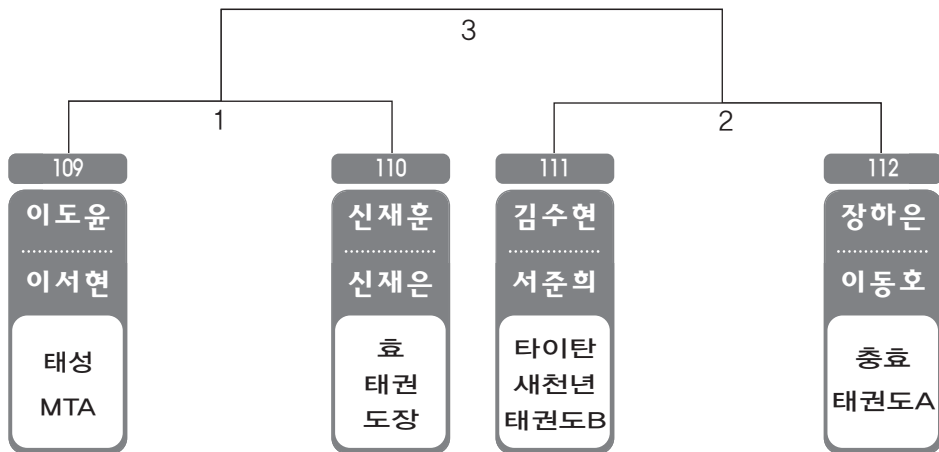 3
1
2
109
이도윤
이서현
태성
MTA
110
신재훈
신재은
효
태권
도장
111
김수현
서준희
타이탄
새천년
태권도B
112
장하은
이동호
충효
태권도A